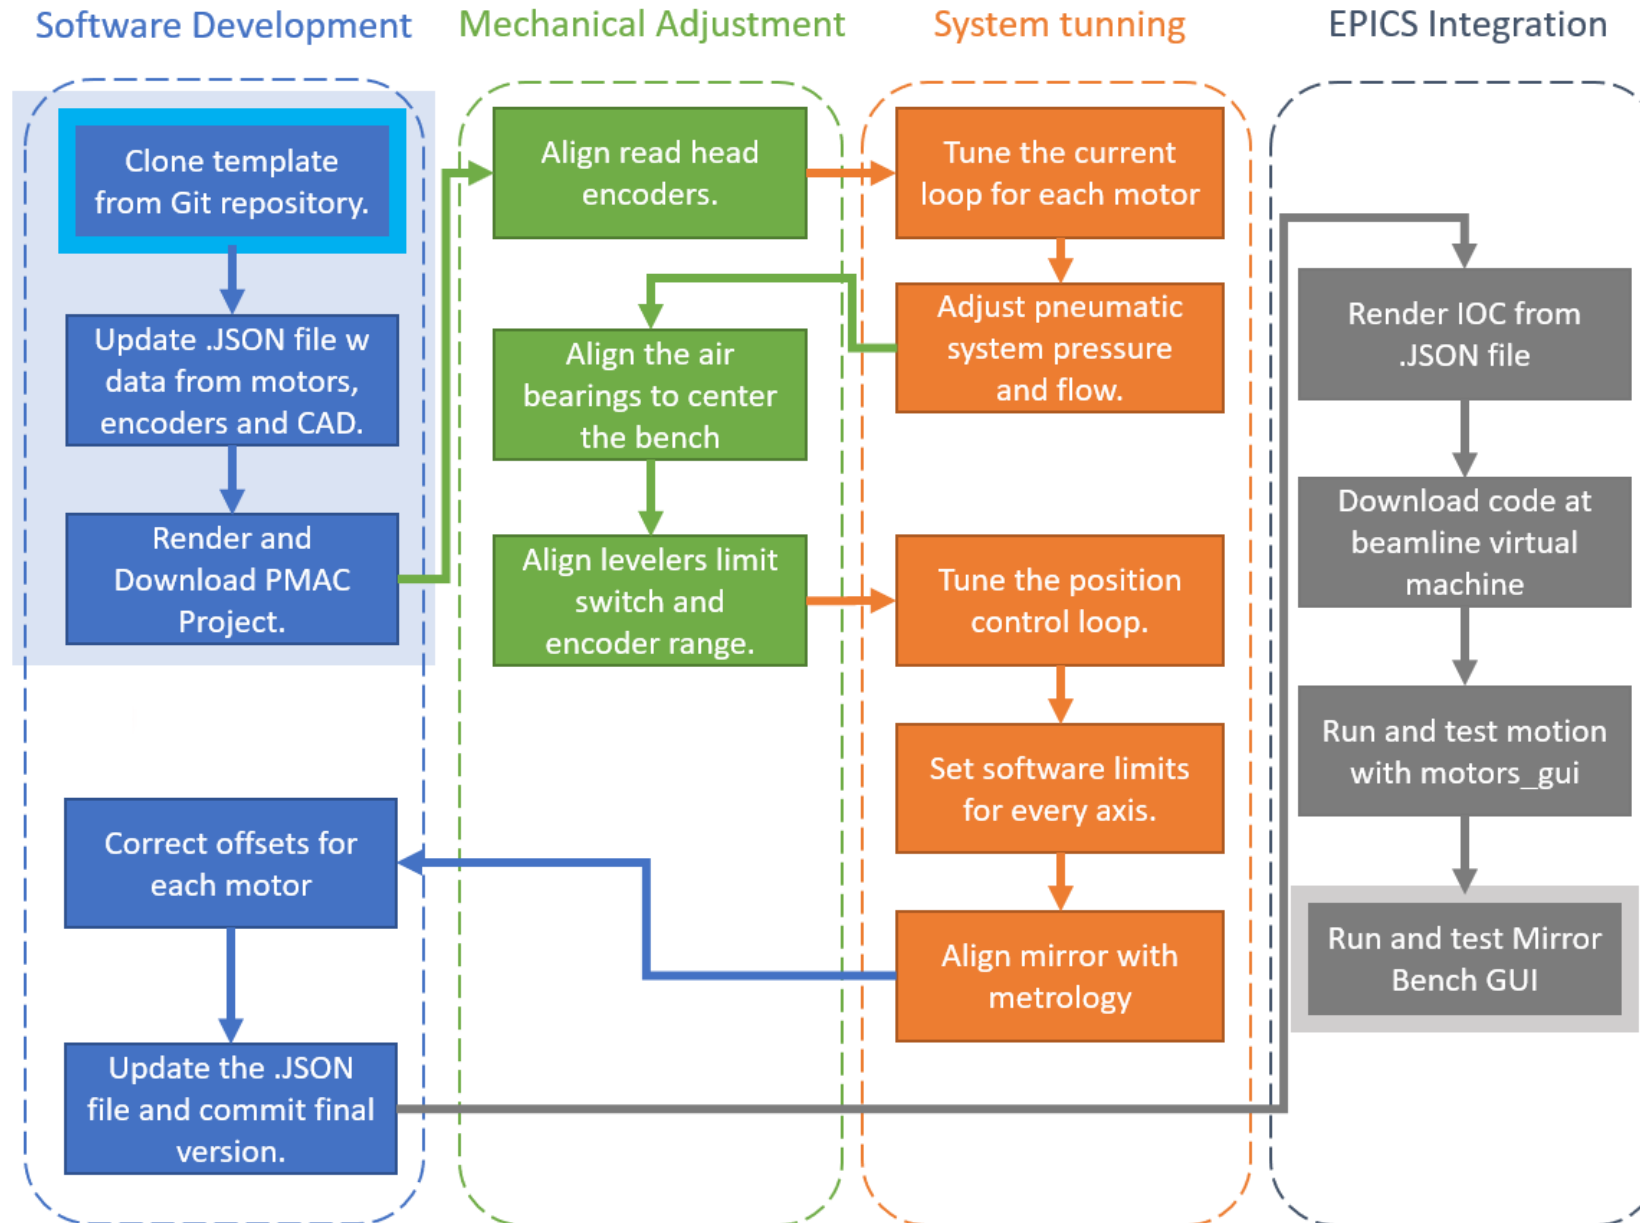 Software Development
Mechanical Adjustment
System tunning
EPICS Integration
Clone template
from Git repository.
Update .JSON file w
data from motors,
encoders and CAD.
Render and
Download PMAC
Project.
Correct offsets for
each motor
Update the .JSON
file and commit final
version.
Align read head
encoders.
Align the air
bearings to center
the bench
Align levelers limit
switch and
encoder range.
Tune the current
loop for each motor
Adjust pneumatic
system pressure
and flow.
Tune the position
control loop.
Set software limits
for every axis.
Align mirror with
metrology
Render IOC from
.JSON file
Download code at
beamline virtual
machine
Run and test motion
with motors_gui
Run and test Mirror
Bench GUI